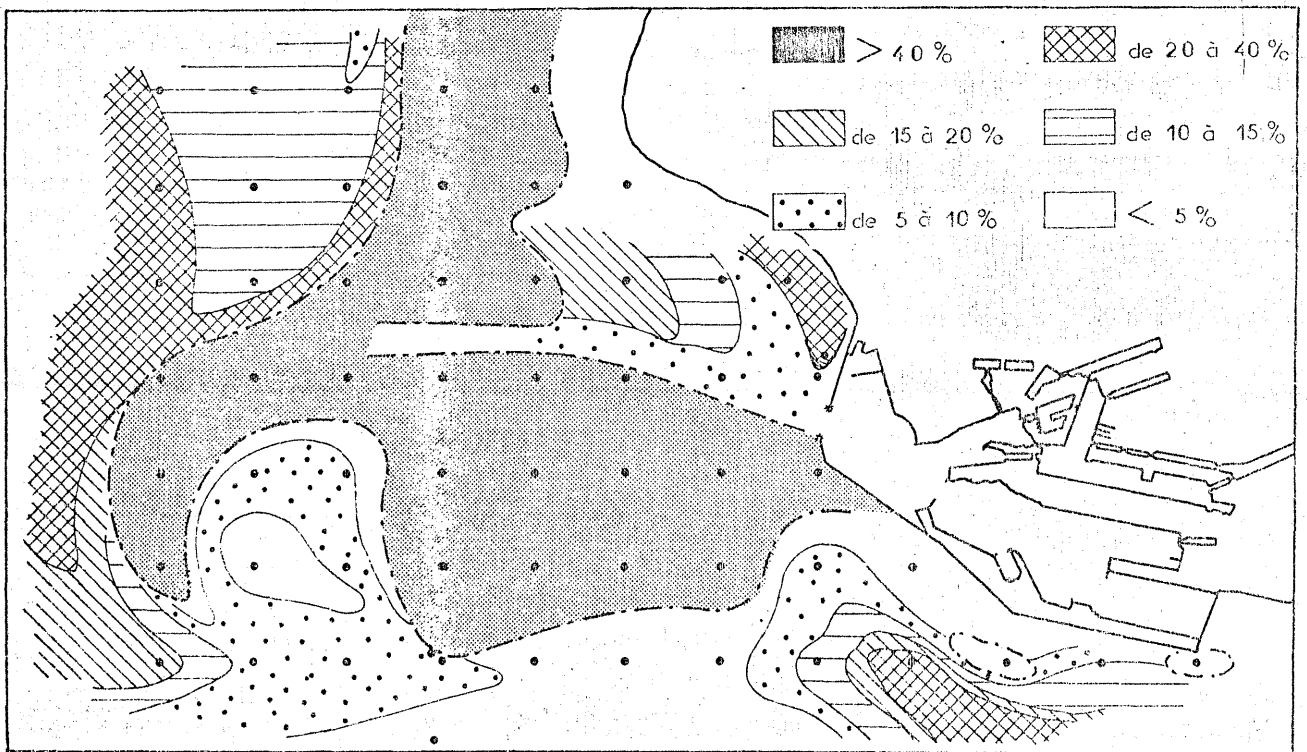 > 40 % de 20 à 40%
de 15 à 20 % de 10 à 15%
de 5 à 10 % < 5%